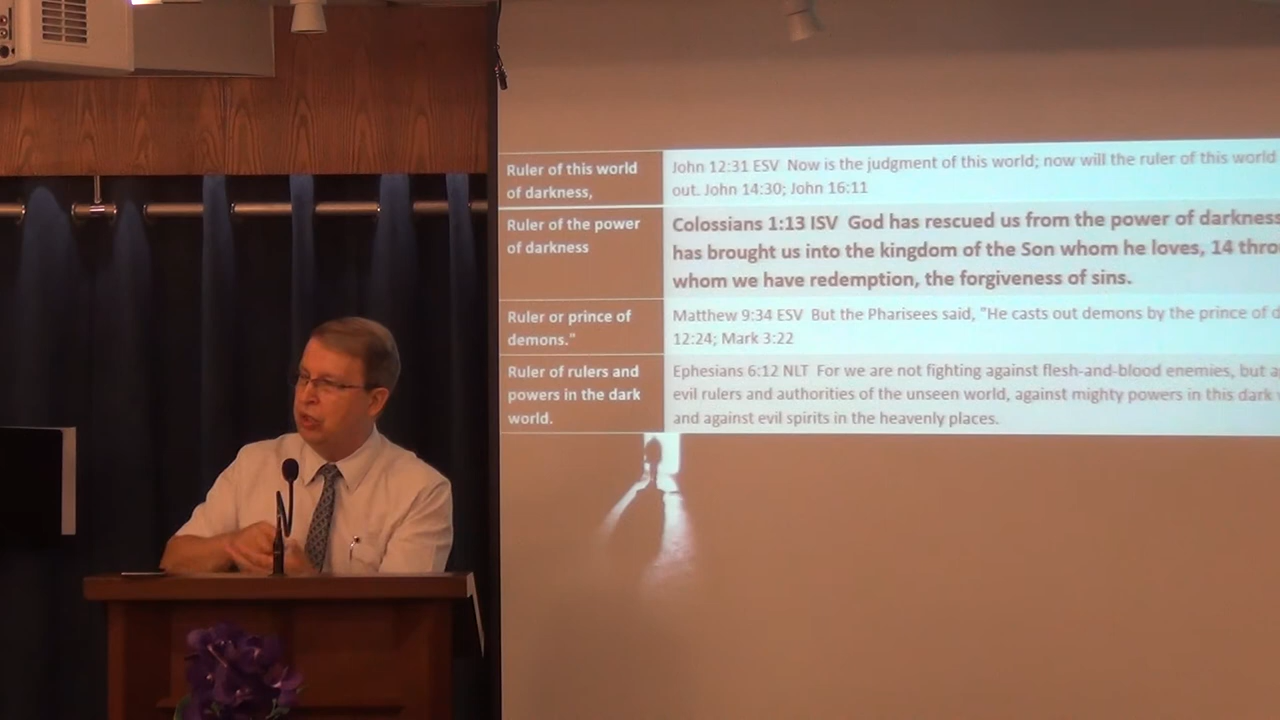 Ruler of this world
of darkness,
John 12:31 ESV Now is the judgment of this world; now will the ruler of this world
out. John 14:30; John 16:11
Ruler of the power
of darkness
Colossians 1:13 ISV God has rescued us from the power of darkness
has brought us into the kingdom of the Son whom he loves, 14 thro
whom we have redemption, the forgiveness of sins.
Ruler or prince of
demons."
Matthew 9:34 ESV But the Pharisees said, "He casts out demons by the prince of d
12:24; Mark 3:22
Ruler of rulers and
powers in the dark
world.
Ephesians 6:12 NLT For we are not fighting against flesh-and-blood enemies, but a
evil rulers and authorities of the unseen world, against mighty powers in this dark
and against evil spirits in the heavenly places.